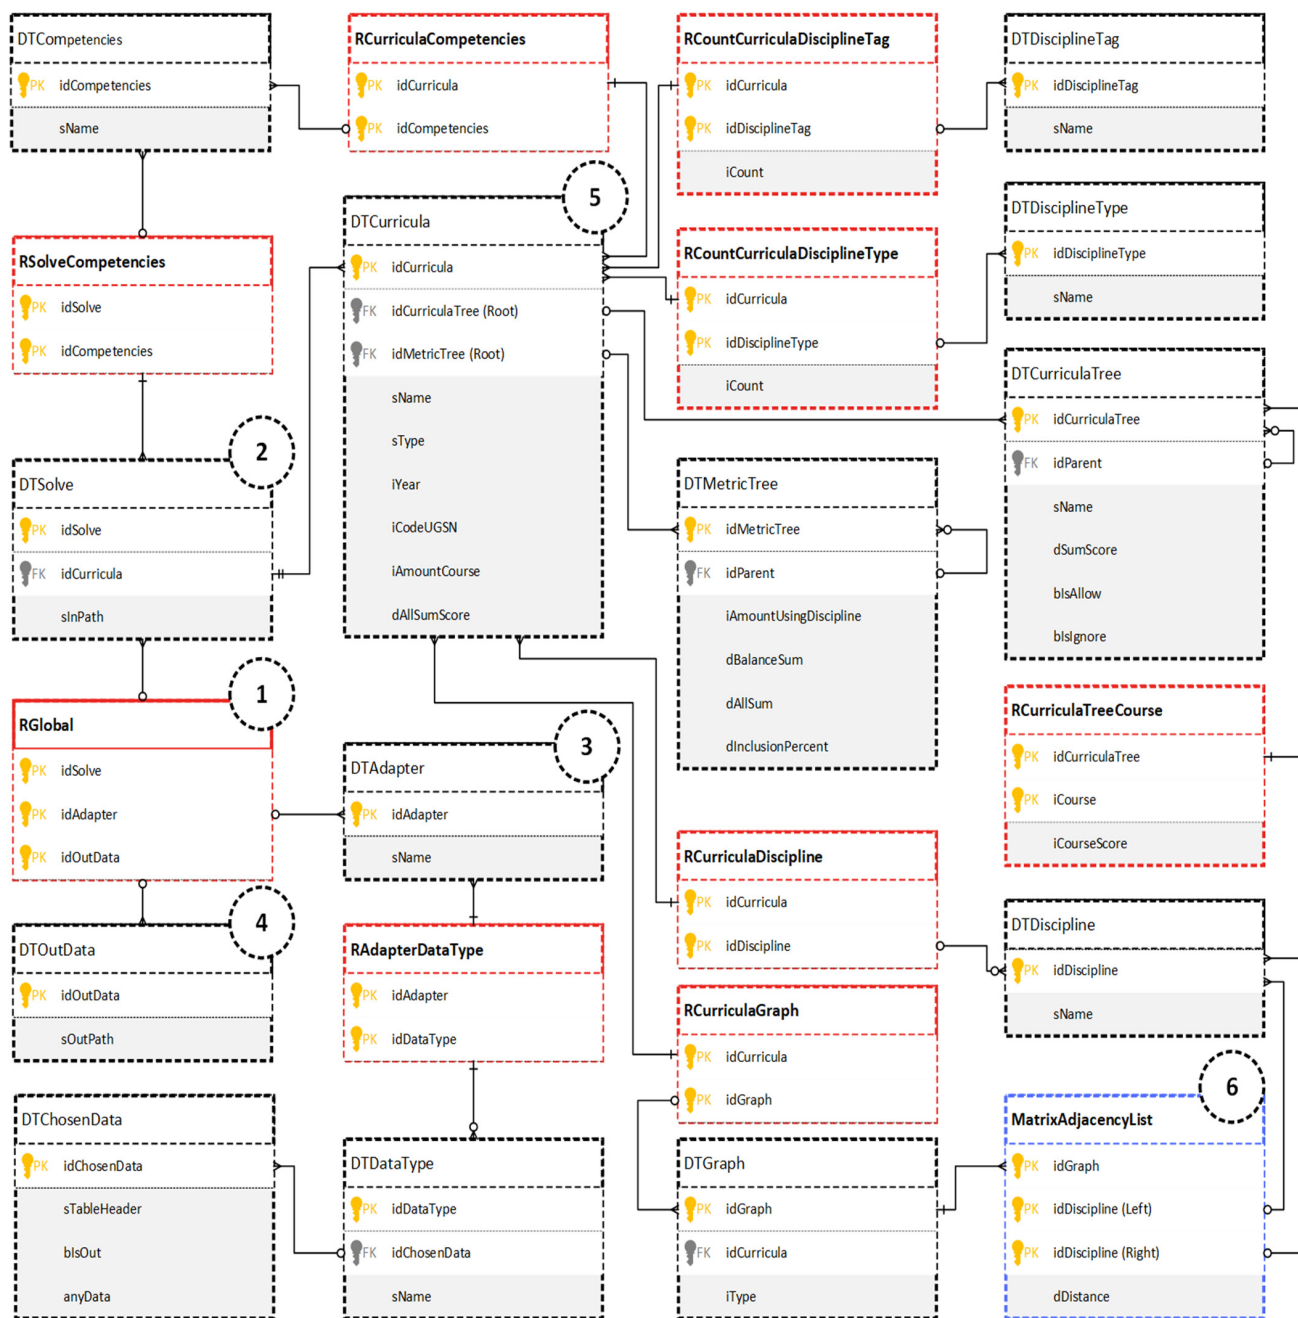 DTCompetencies
PK idCompetencies
sName
RCurriculaCompetencies
PK idCurricula
PK idCompetencies
RCountCurriculaDisciplineTag
PK idCurricula
PK idDisciplineTag
iCount
DTDisciplineTag
PK idDisciplineTag
sName
RSolveCompetencies
PK idSolve
PK idCompetencies
5
DTCurricula
PK idCurricula
FK idCurriculaTree (Root)
FK idMetricTree (Root)
sName
sType
iYear
iCodeUGSN
iAmountCourse
dAllSumScore
RCountCurriculaDisciplineType
PK idCurricula
PK idDisciplineType
iCount
DTDisciplineType
PK idDisciplineType
sName
DTCurriculaTree
PK idCurriculaTree
FK idParent
sName
dSumScore
bIsAllow
bIsIgnore
2
DTSolve
PK idSolve
FK idCurricula
sInPath
DTMetricTree
PK idMetricTree
FK idParent
iAmountUsingDiscipline
dBalanceSum
dAllSum
dInclusionPercent
1
RGlobal
PK idSolve
PK idAdapter
PK idOutData
3
DTAdapter
PK idAdapter
sName
RCurriculaTreeCourse
PK idCurriculaTree
PK iCourse
iCourseScore
RCurriculaDiscipline
PK idCurricula
PK idDiscipline
4
DTOutData
PK idOutData
sOutPath
RAdapterDataType
PK idAdapter
PK idDataType
DTDiscipline
PK idDiscipline
sName
RCurriculaGraph
PK idCurricula
PK idGraph
DTChosenData
PK idChosenData
sTableHeader
bIsOut
anyData
DTDataType
PK idDataType
FK idChosenData
sName
DTGraph
PK idGraph
FK idCurricula
iType
6
MatrixAdjacencyList
PK idGraph
PK idDiscipline (Left)
PK idDiscipline (Right)
dDistance